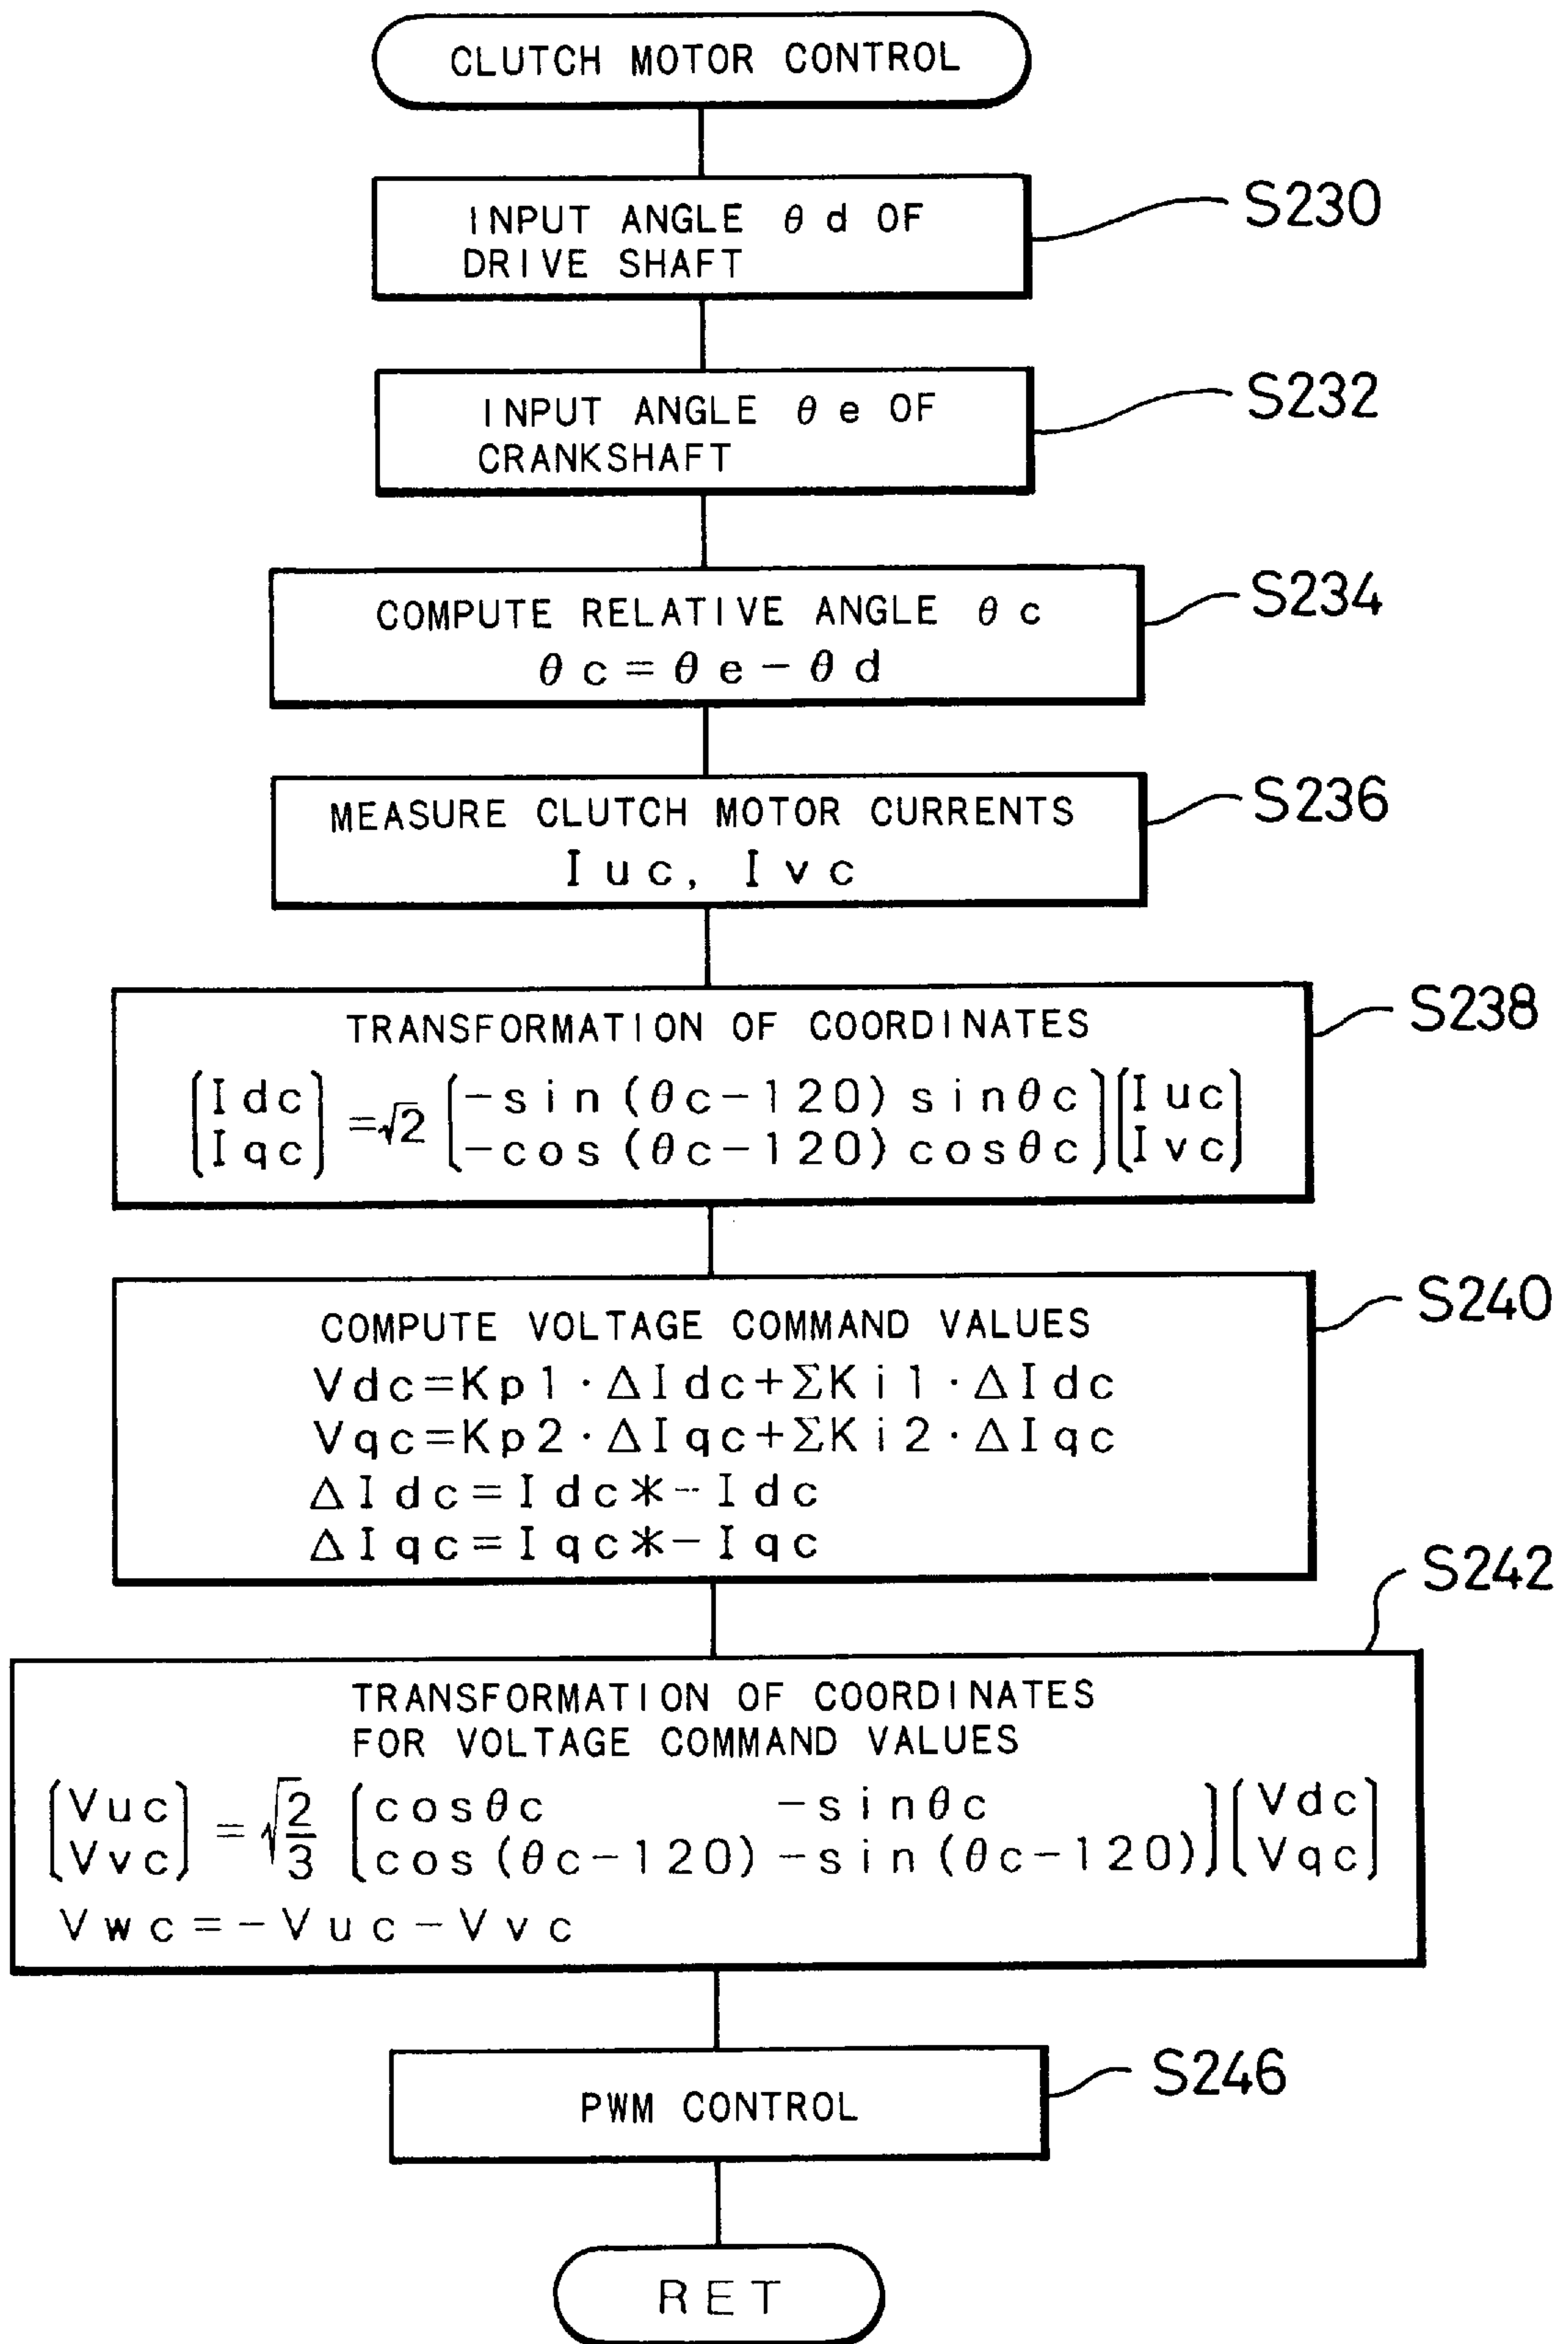 CLUTCH MOTOR CONTROL
INPUT ANGLE θd OF
DRIVE SHAFT
S230
INPUT ANGLE θe OF
CRANKSHAFT
S232
COMPUTE RELATIVE ANGLE θc
θc=θe-θd
S234
MEASURE CLUTCH MOTOR CURRENTS
Iuc, Ivc
S236
TRANSFORMATION OF COORDINATES
S238
[Idc] =√2 [-sin(θc-120) sinθc][Iuc]
[Iqc] [-cos(θc-120) cosθc][Ivc]
COMPUTE VOLTAGE COMMAND VALUES
S240
Vdc=Kp1·ΔIdc+ΣKi1·ΔIdc
Vqc=Kp2·ΔIqc+ΣKi2·ΔIqc
ΔIdc=Idc*-Idc
ΔIqc=Iqc*-Iqc
S242
TRANSFORMATION OF COORDINATES
FOR VOLTAGE COMMAND VALUES
[Vuc] = √2/3 [cosθc -sinθc][Vdc]
[Vvc] [cos(θc-120) -sin(θc-120)][Vqc]
Vwc=-Vuc-Vvc
PWM CONTROL
S246
RET